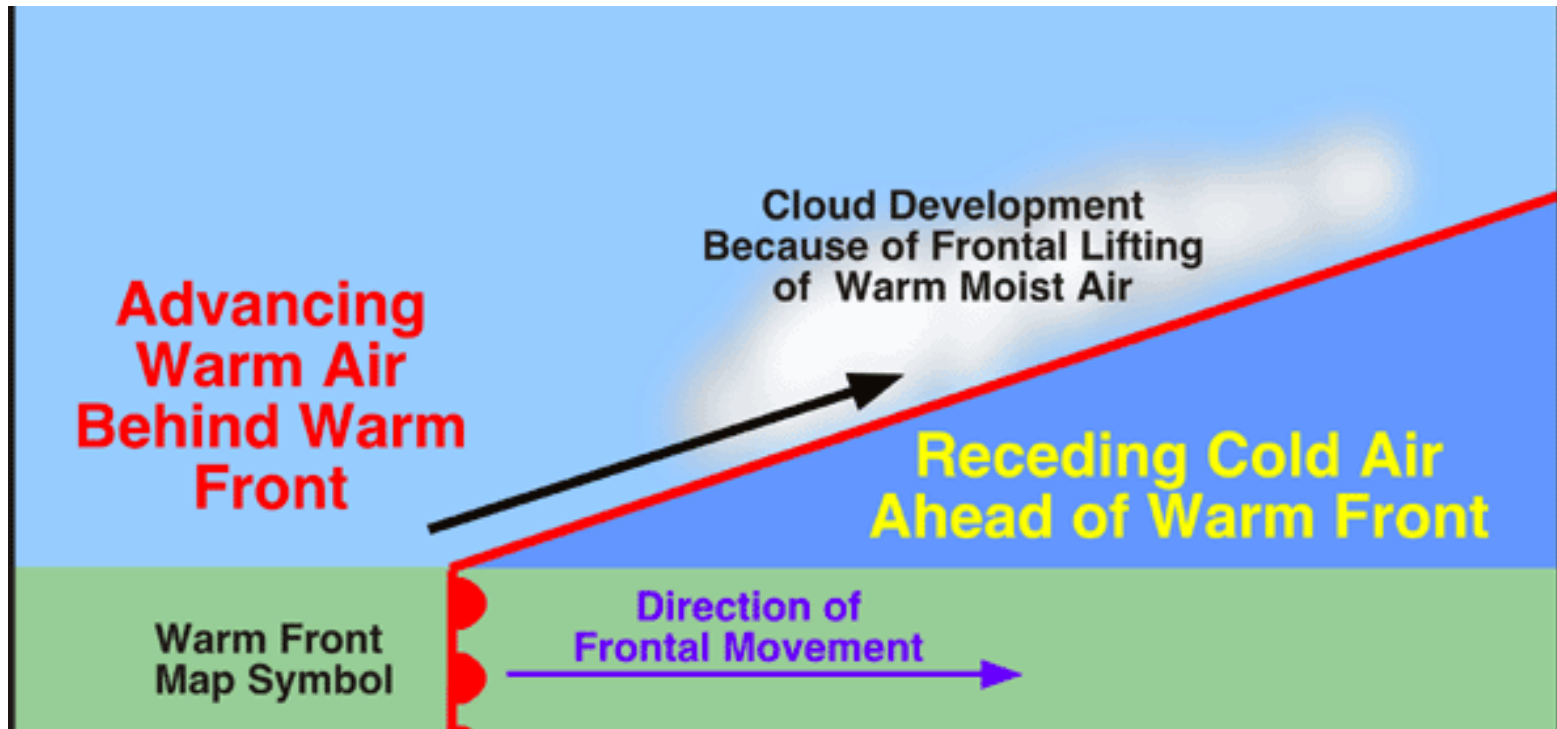 Cloud Development
Because of Frontal Lifting
of Warm Moist Air
Advancing
Warm Air
Behind Warm
Front
Receding Cold Air
Ahead of Warm Front
Direction of
Frontal Movement
Warm Front
Map Symbol